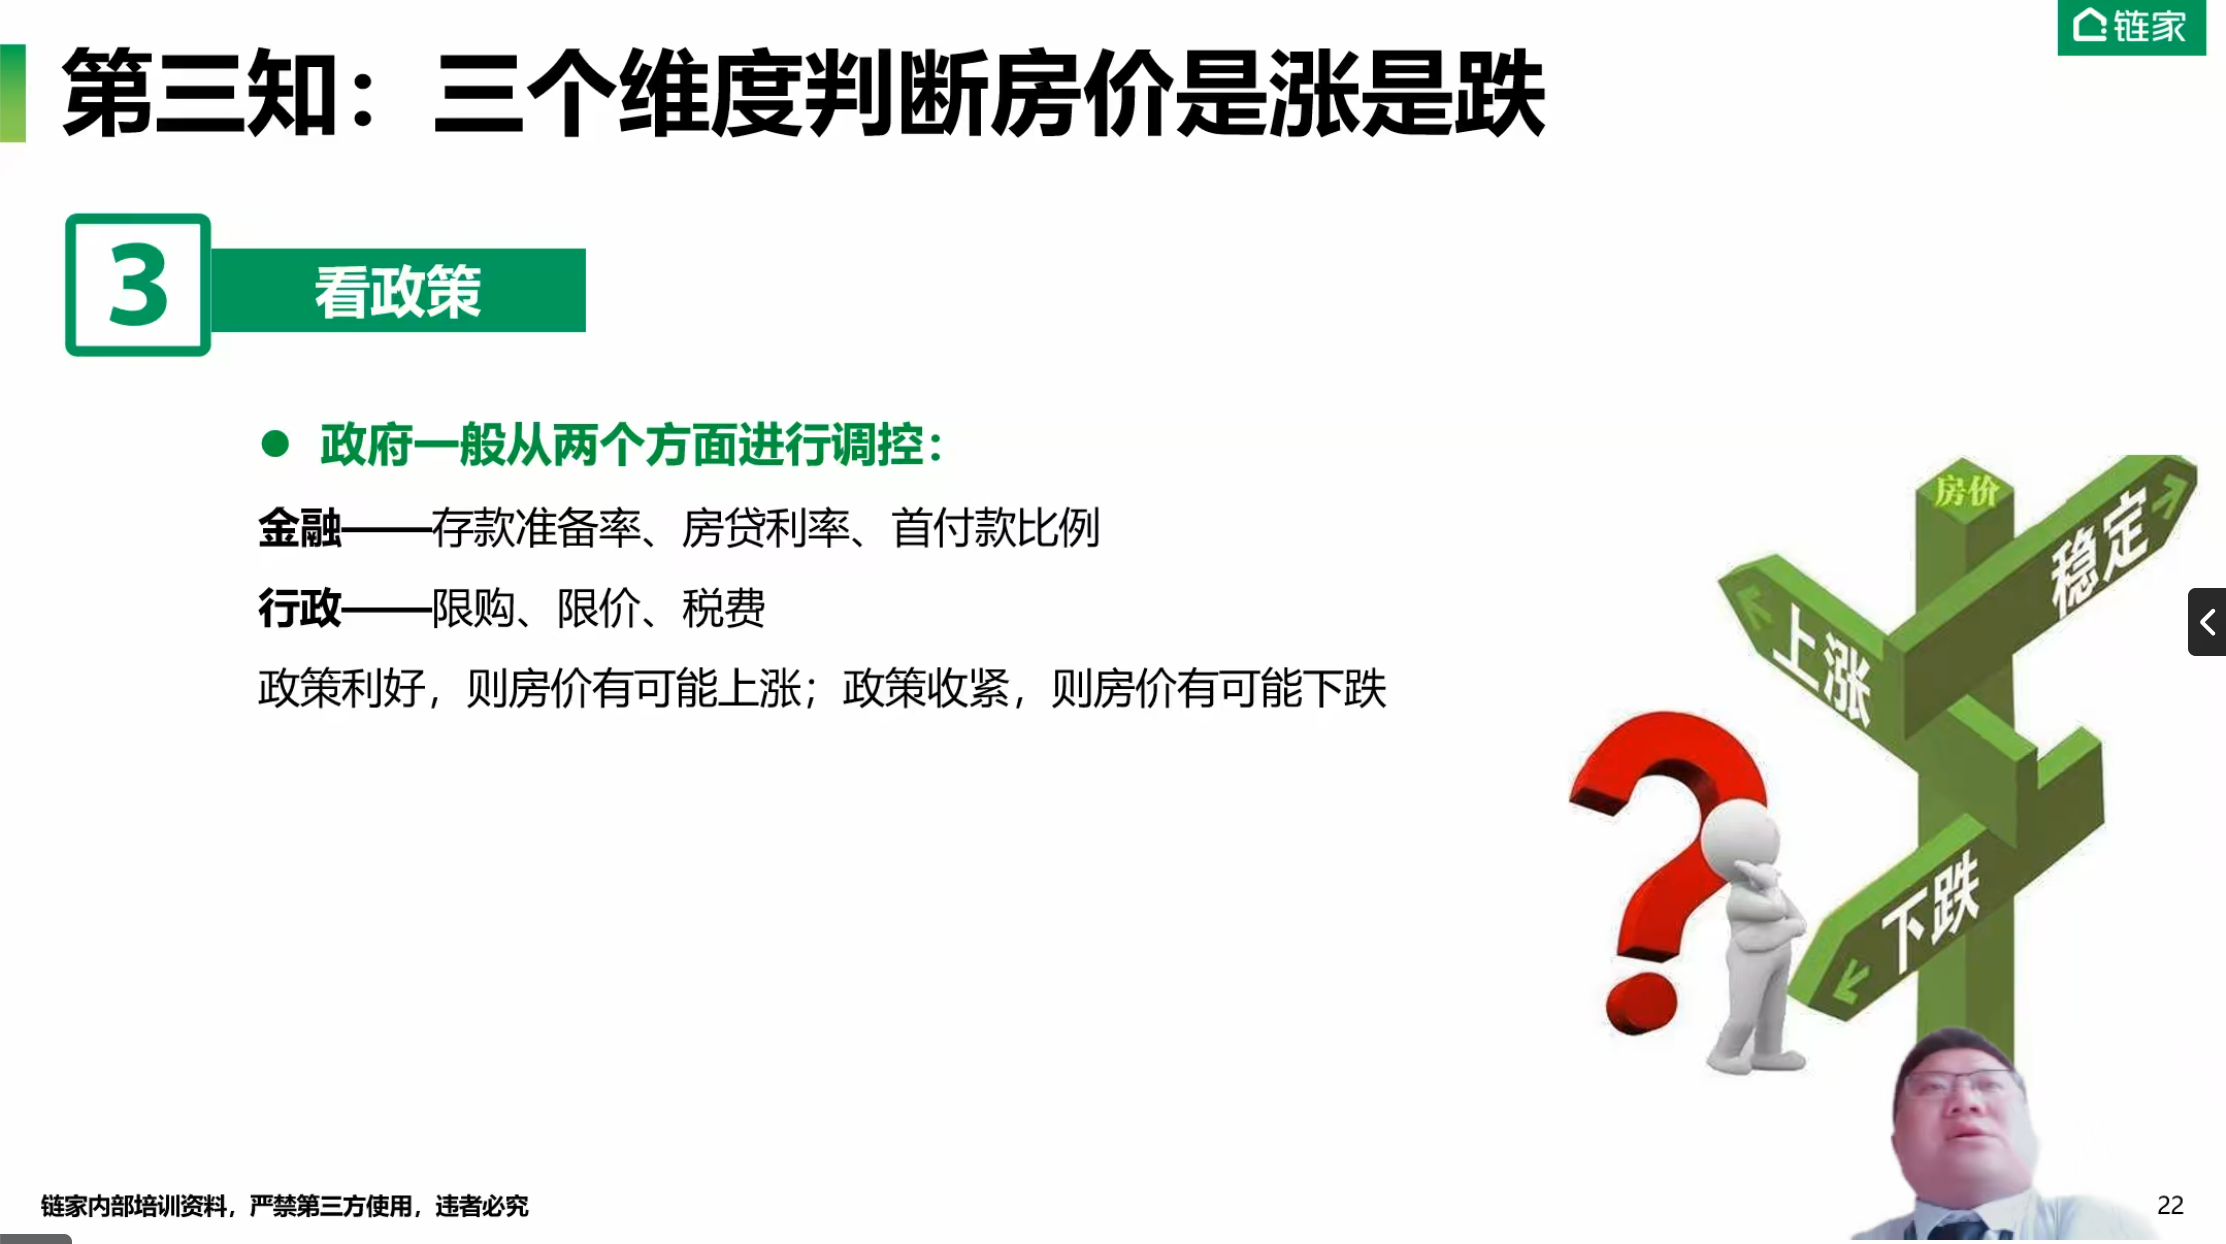 链家
第三知：三个维度判断房价是涨是跌
3
看政策
● 政府一般从两个方面进行调控：
金融——存款准备率、房贷利率、首付款比例
行政——限购、限价、税费
政策利好，则房价有可能上涨；政策收紧，则房价有可能下跌
房价
稳定
上涨
?
下跌
链家内部培训资料，严禁第三方使用，违者必究
22